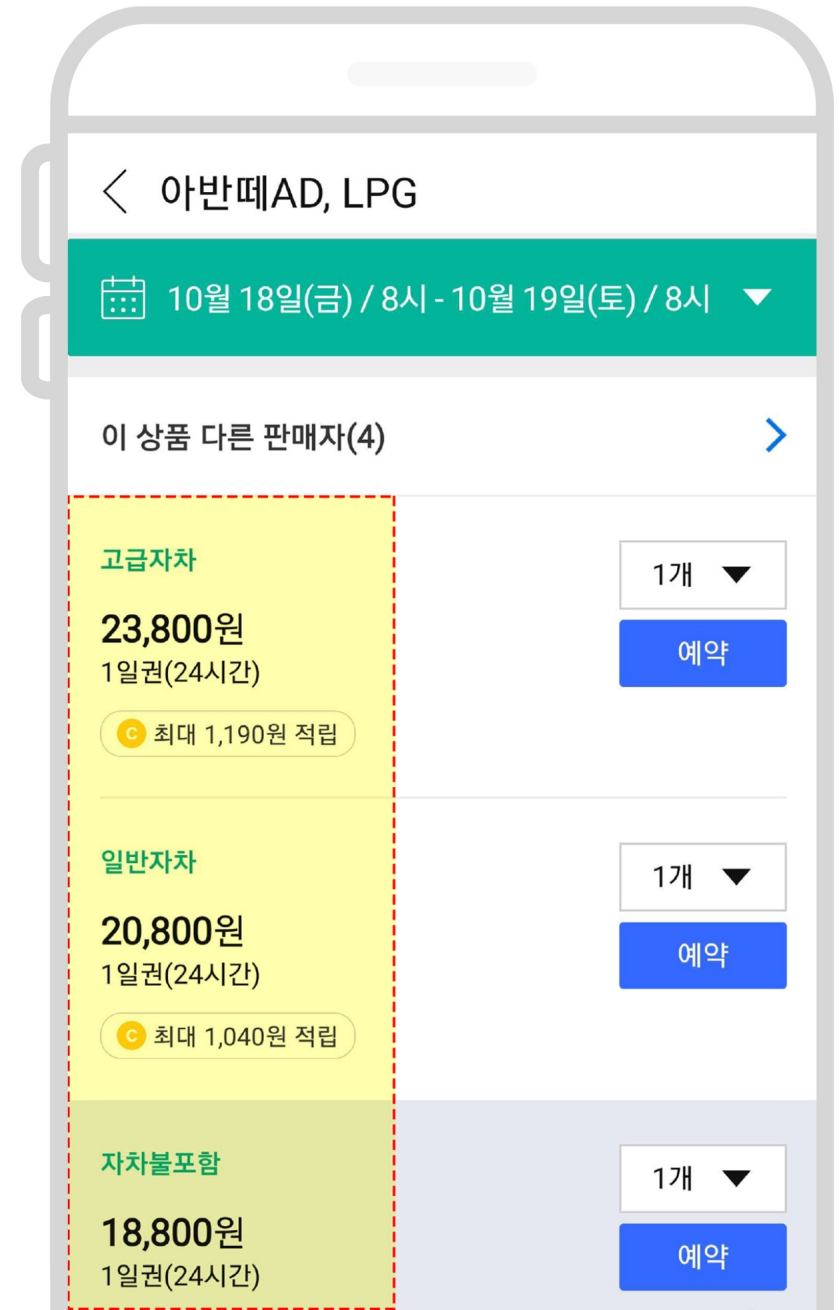 아반떼AD, LPG
10월 18일(금) / 8시 - 10월 19일(토) / 8시
이 상품 다른 판매자(4)
고급자차
1개
23,800원
예약
1일권(24시간)
C 최대 1,190원 적립
일반자차
1개
20,800원
예약
1일권(24시간)
C 최대 1,040원 적립
자차불포함
1개
18,800원
예약
1일권(24시간)